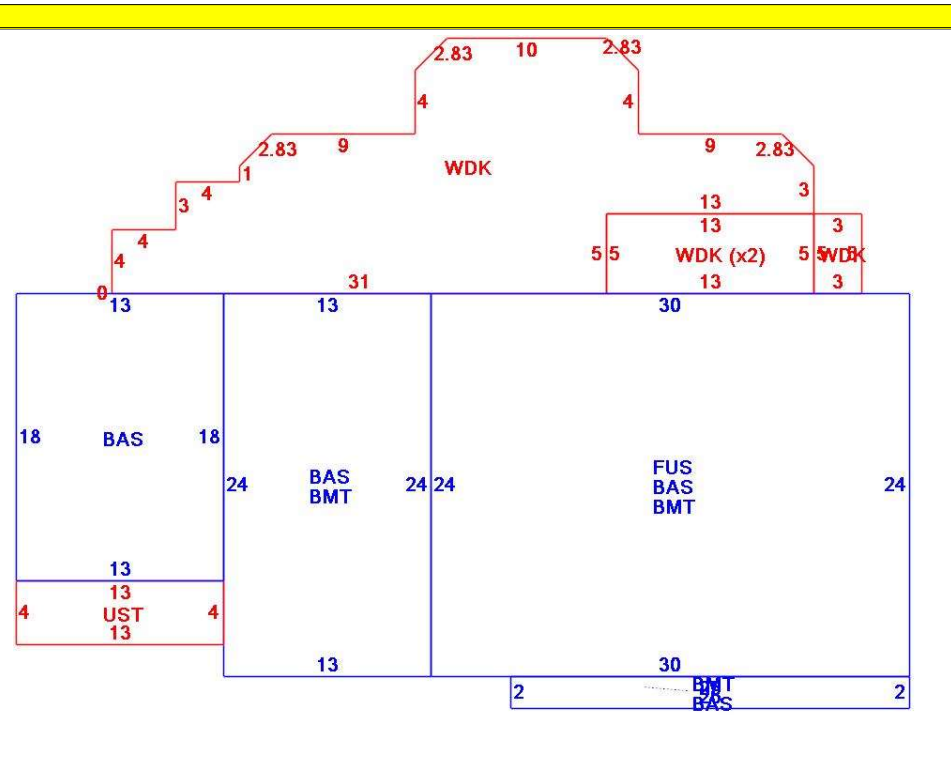 2.83 10 2.83
4 4
2.83 9 9 2.83
WDK
1
4 3
3 13
4 13 3
4 5 5 WDK (x2) 5 5 WDK
0 31 13 3
13 13 30
18 BAS 18
FUS
24 BAS 24 24 BAS 24
BMT BMT
13
13
4 UST 4
13
13 30
2 BMT 2
BAS